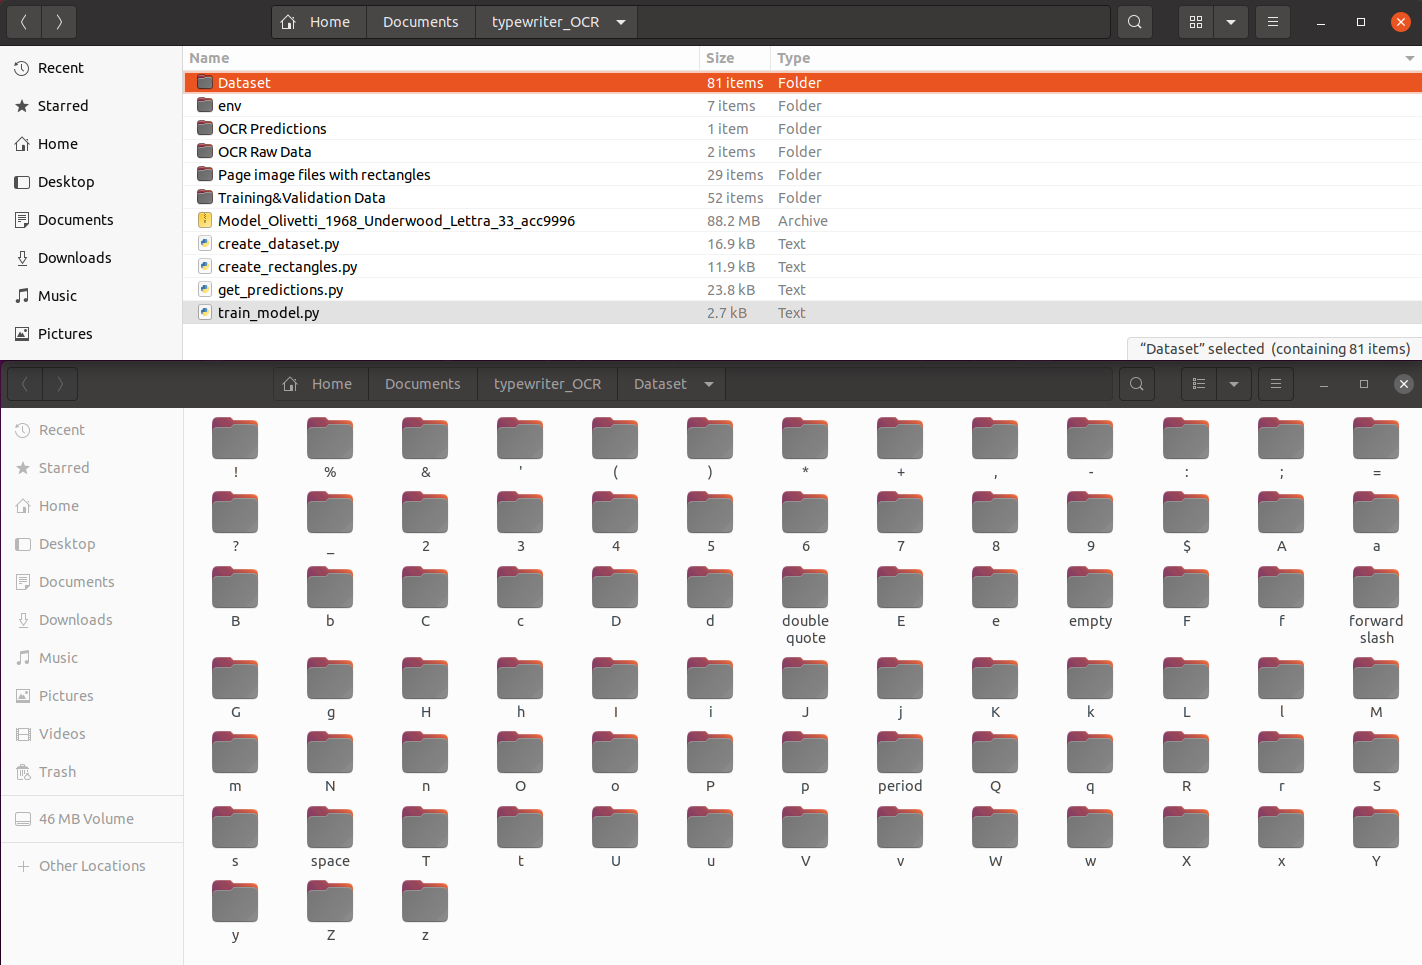 Home Documents typewriter_OCR
Name Size Type
Recent
Starred
Home
Desktop
Documents
Downloads
Music
Pictures
Dataset 81 items Folder
env 7 items Folder
OCR Predictions 1 item Folder
OCR Raw Data 2 items Folder
Page image files with rectangles 29 items Folder
Training&Validation Data 52 items Folder
Model_Olivetti_1968_Underwood_Lettra_33_acc9996 88.2 MB Archive
create_dataset.py 16.9 kB Text
create_rectangles.py 11.9 kB Text
get_predictions.py 23.8 kB Text
train_model.py 2.7 kB Text
“Dataset” selected (containing 81 items)
Home Documents typewriter_OCR Dataset
Recent
Starred
Home
Desktop
Documents
Downloads
Music
Pictures
Videos
Trash
46 MB Volume
Other Locations
! % & ' ( ) * + , - : ; =
? _ 2 3 4 5 6 7 8 9 $ A a
B b C c D d double quote E e empty F f forward slash
G g H h I i J j K k L l M
m N n O o P p period Q q R r S
s space T t U u V v W w X x Y
y Z z